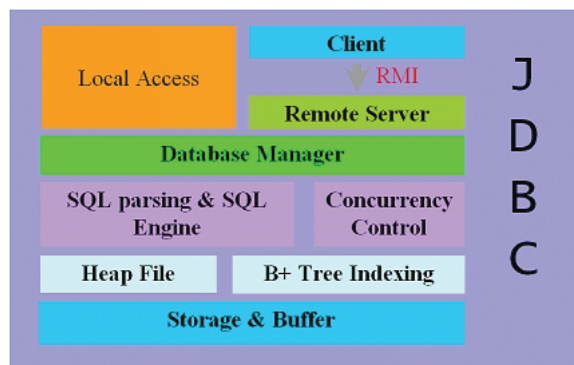 Local Access
Client
RMI
Remote Server
Database Manager
SQL parsing & SQL
Engine
Concurrency
Control
Heap File
B+ Tree Indexing
Storage & Buffer
J
D
B
C